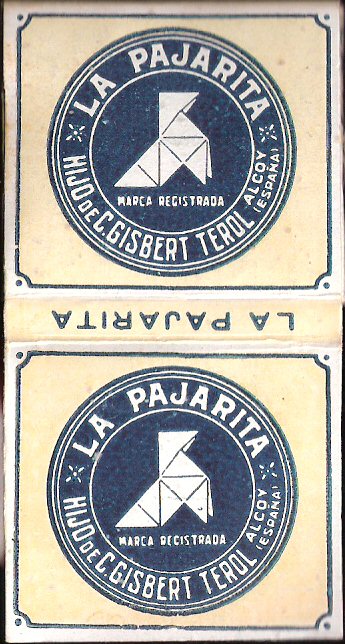 LA PAJARITA
MARCA REGISTRADA
HIJO DE C.GISBERT TEROL
ALCOY
(ESPAÑA)
LA PAJARITA
LA PAJARITA
MARCA REGISTRADA
HIJO DE C.GISBERT TEROL
ALCOY
(ESPAÑA)